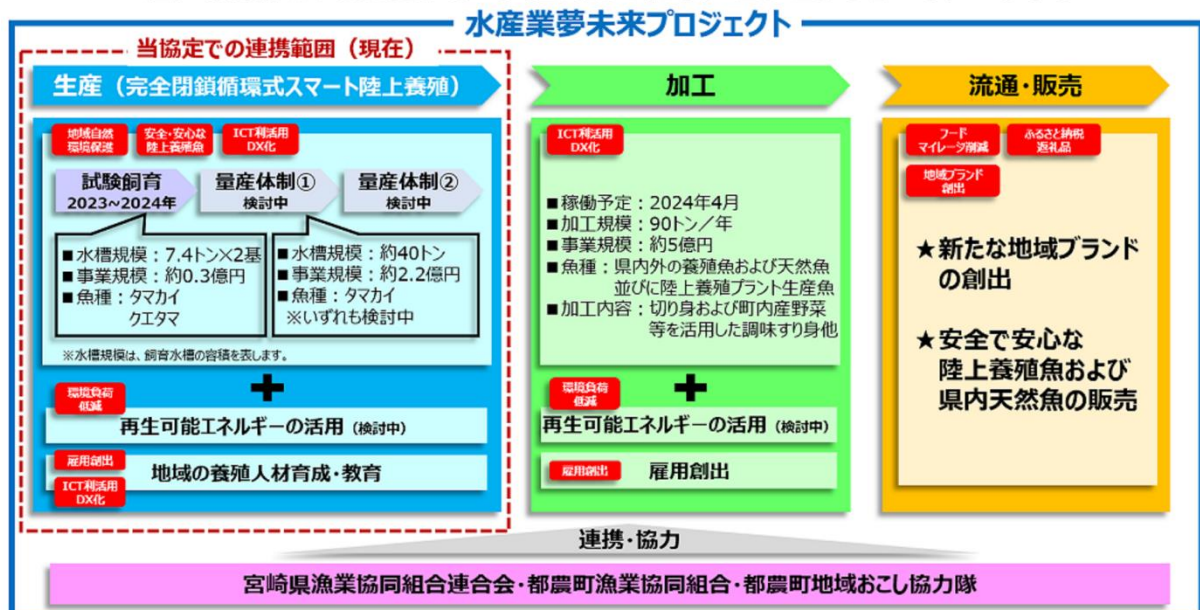 水産業夢未来プロジェクト
当協定での連携範囲（現在）
生産（完全閉鎖循環式スマート陸上養殖）
地域自然
環境保護
安全・安心な
陸上養殖魚
ICT利活用
DX化
試験飼育
2023~2024年
量産体制①
検討中
量産体制②
検討中
■水槽規模：7.4トン×2基
■事業規模：約0.3億円
■魚種：タマカイ
クエタマ
■水槽規模：約40トン
■事業規模：約2.2億円
■魚種：タマカイ
※いずれも検討中
※水槽規模は、飼育水槽の容積を表します。
＋
環境負荷
低減
再生可能エネルギーの活用（検討中）
雇用創出
ICT利活用
DX化
地域の養殖人材育成・教育
加工
ICT利活用
DX化
■稼働予定：2024年4月
■加工規模：90トン／年
■事業規模：約5億円
■魚種：県内外の養殖魚および天然魚
並びに陸上養殖プラント生産魚
■加工内容：切り身および町内産野菜
等を活用した調味すり身他
＋
環境負荷
低減
再生可能エネルギーの活用（検討中）
雇用創出
雇用創出
流通・販売
フード
マイレージ削減
ふるさと納税
返礼品
地域ブランド
創出
★新たな地域ブランド
の創出
★安全で安心な
陸上養殖魚および
県内天然魚の販売
連携・協力
宮崎県漁業協同組合連合会・都農町漁業協同組合・都農町地域おこし協力隊